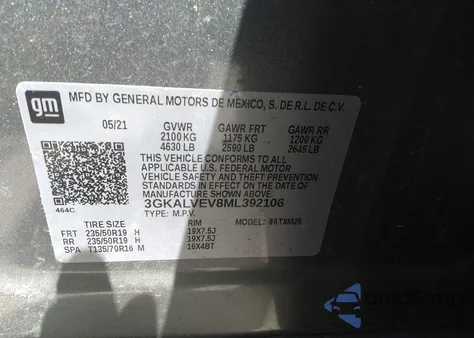 gm
MFD BY GENERAL MOTORS DE MEXICO, S. DE R.L. DE C.V.
05/21 GVWR GAWR FRT GAWR RR
2100 KG 1175 KG 1200 KG
4630 LB 2590 LB 2645 LB
THIS VEHICLE CONFORMS TO ALL
APPLICABLE U.S. FEDERAL MOTOR
VEHICLE SAFETY AND THEFT PREVENTION
STANDARDS IN EFFECT ON THE DATE OF
MANUFACTURE SHOWN ABOVE.
3GKALVEV8ML392106
464C TYPE: M.P.V. MODEL: 86TXM26
TIRE SIZE RIM
FRT 235/50R19 H 19X7.5J
RR 235/50R19 H 19X7.5J
SPA T135/70R16 M 16X4BT